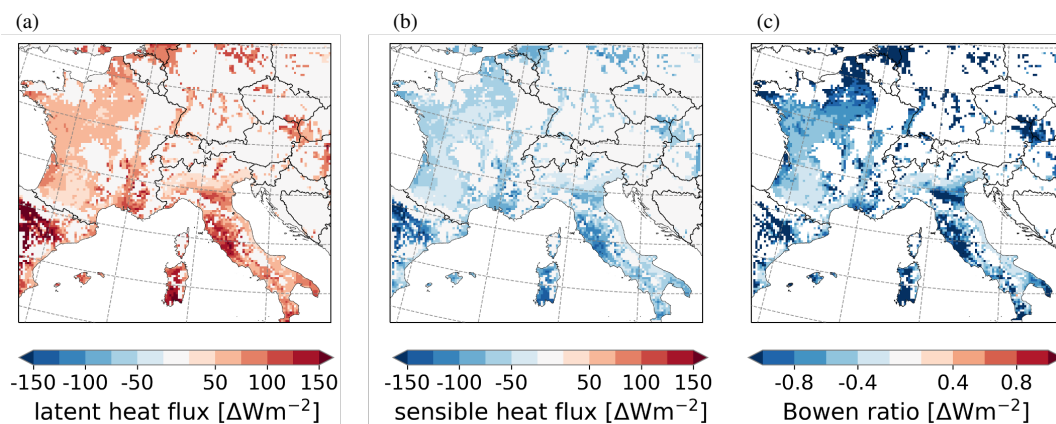 (a) (b) (c)
-150 -100 -50 50 100 150 -150 -100 -50 50 100 150 -0.8 -0.4 0.4 0.8
latent heat flux [ΔWm⁻²] sensible heat flux [ΔWm⁻²] Bowen ratio [ΔWm⁻²]